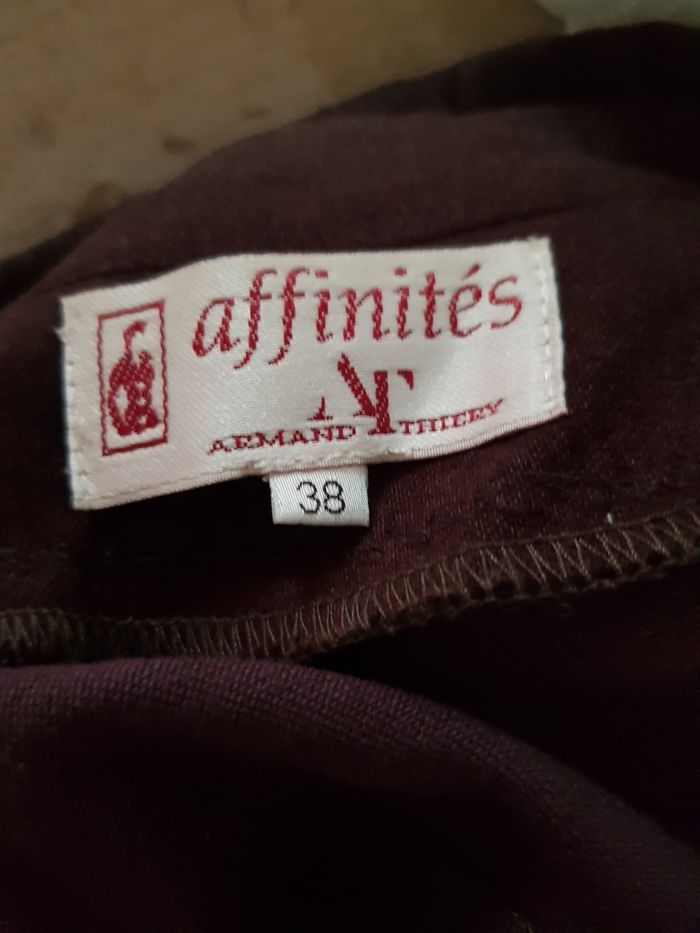 affinités
AT
ARMAND THIERY
38